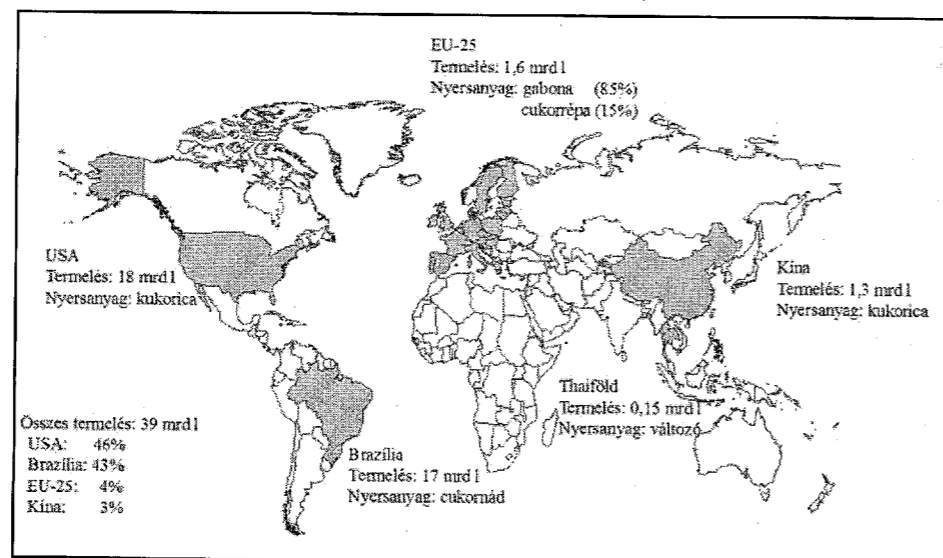 EU-25
Termelés: 1,6 mrd l
Nyersanyag: gabona (85%)
cukorrépa (15%)
USA
Termelés: 18 mrd l
Nyersanyag: kukorica
Kína
Termelés: 1,3 mrd l
Nyersanyag: kukorica
Thaiföld
Termelés: 0,15 mrd l
Nyersanyag: változó
Brazília
Termelés: 17 mrd l
Nyersanyag: cukornád
Összes termelés: 39 mrd l
USA: 46%
Brazília: 43%
EU-25: 4%
Kína: 3%